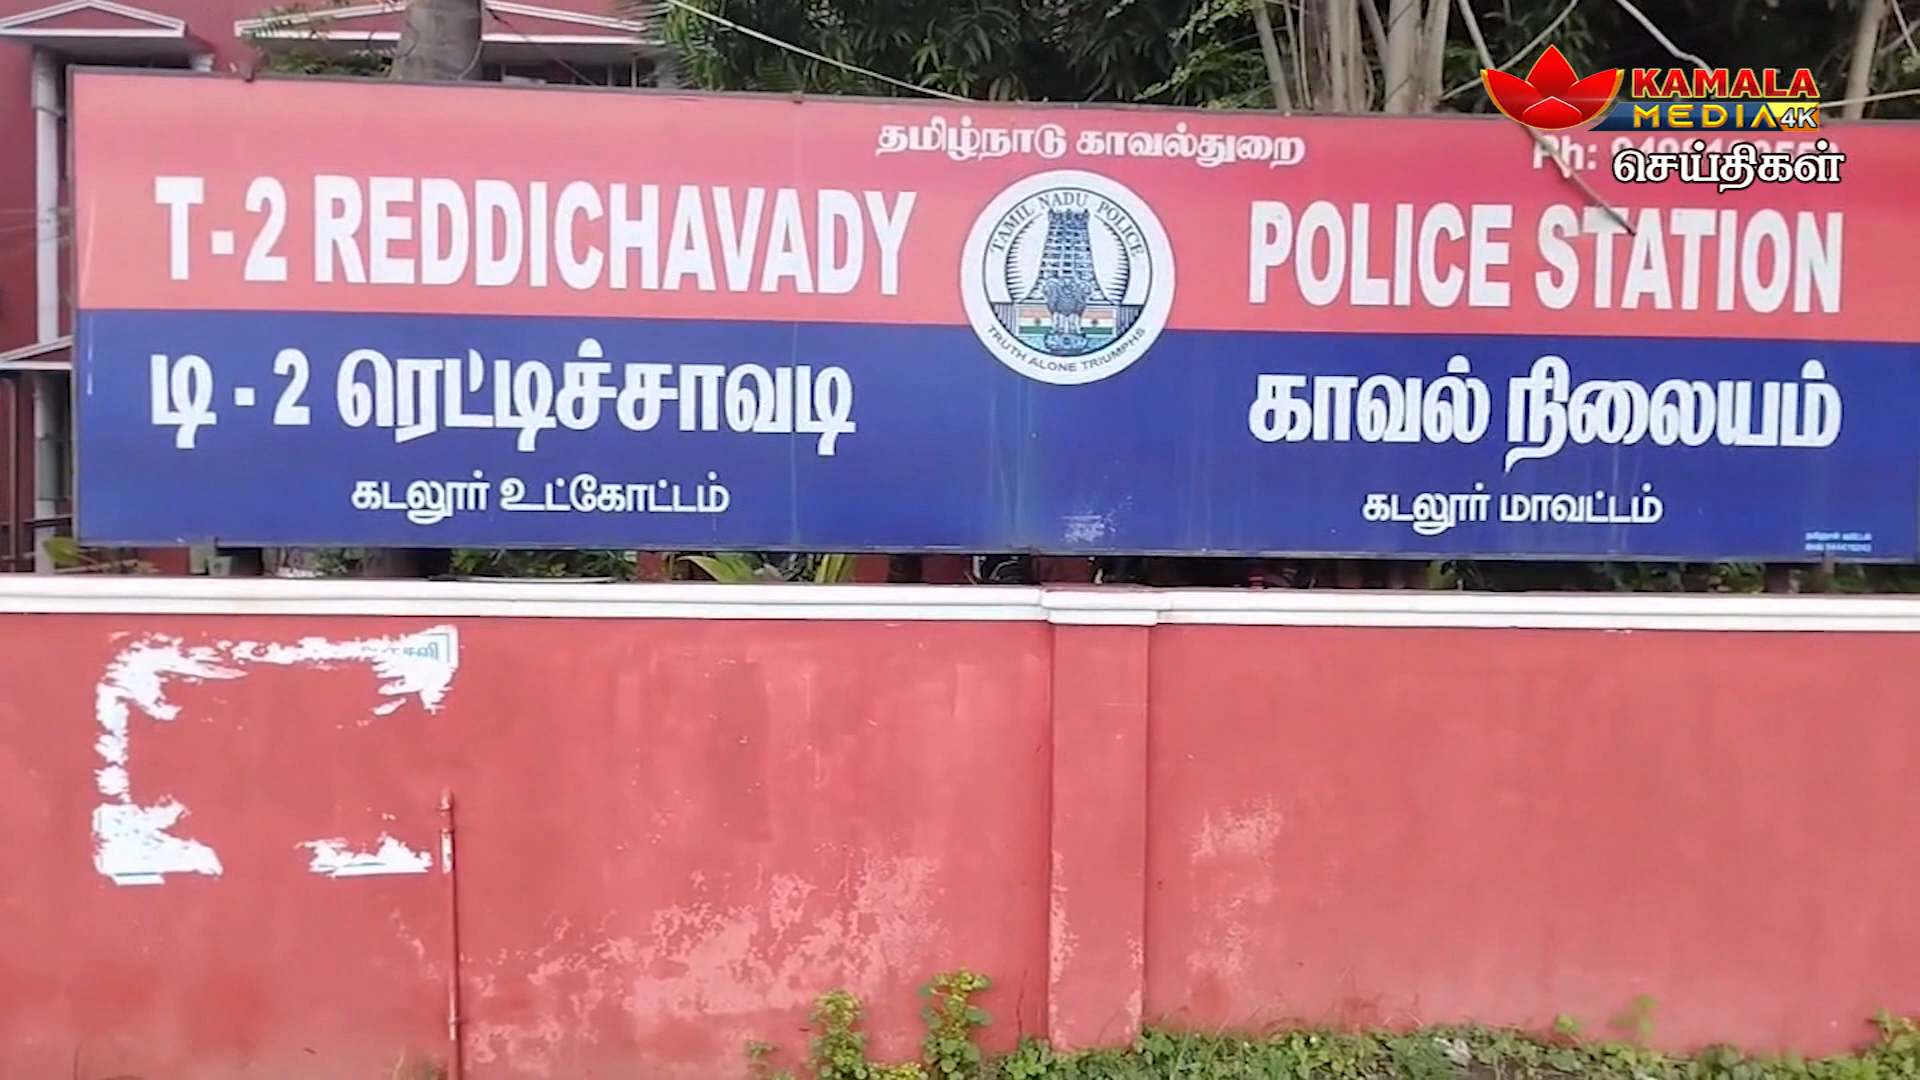 KAMALA
MEDIA 4K
செய்திகள்
தமிழ்நாடு காவல்துறை
Ph:
T-2 REDDICHAVADY POLICE STATION
TAMIL NADU POLICE
TRUTH ALONE TRIUMPHS
டி - 2 ரெட்டிச்சாவடி காவல் நிலையம்
கடலூர் உட்கோட்டம் கடலூர் மாவட்டம்